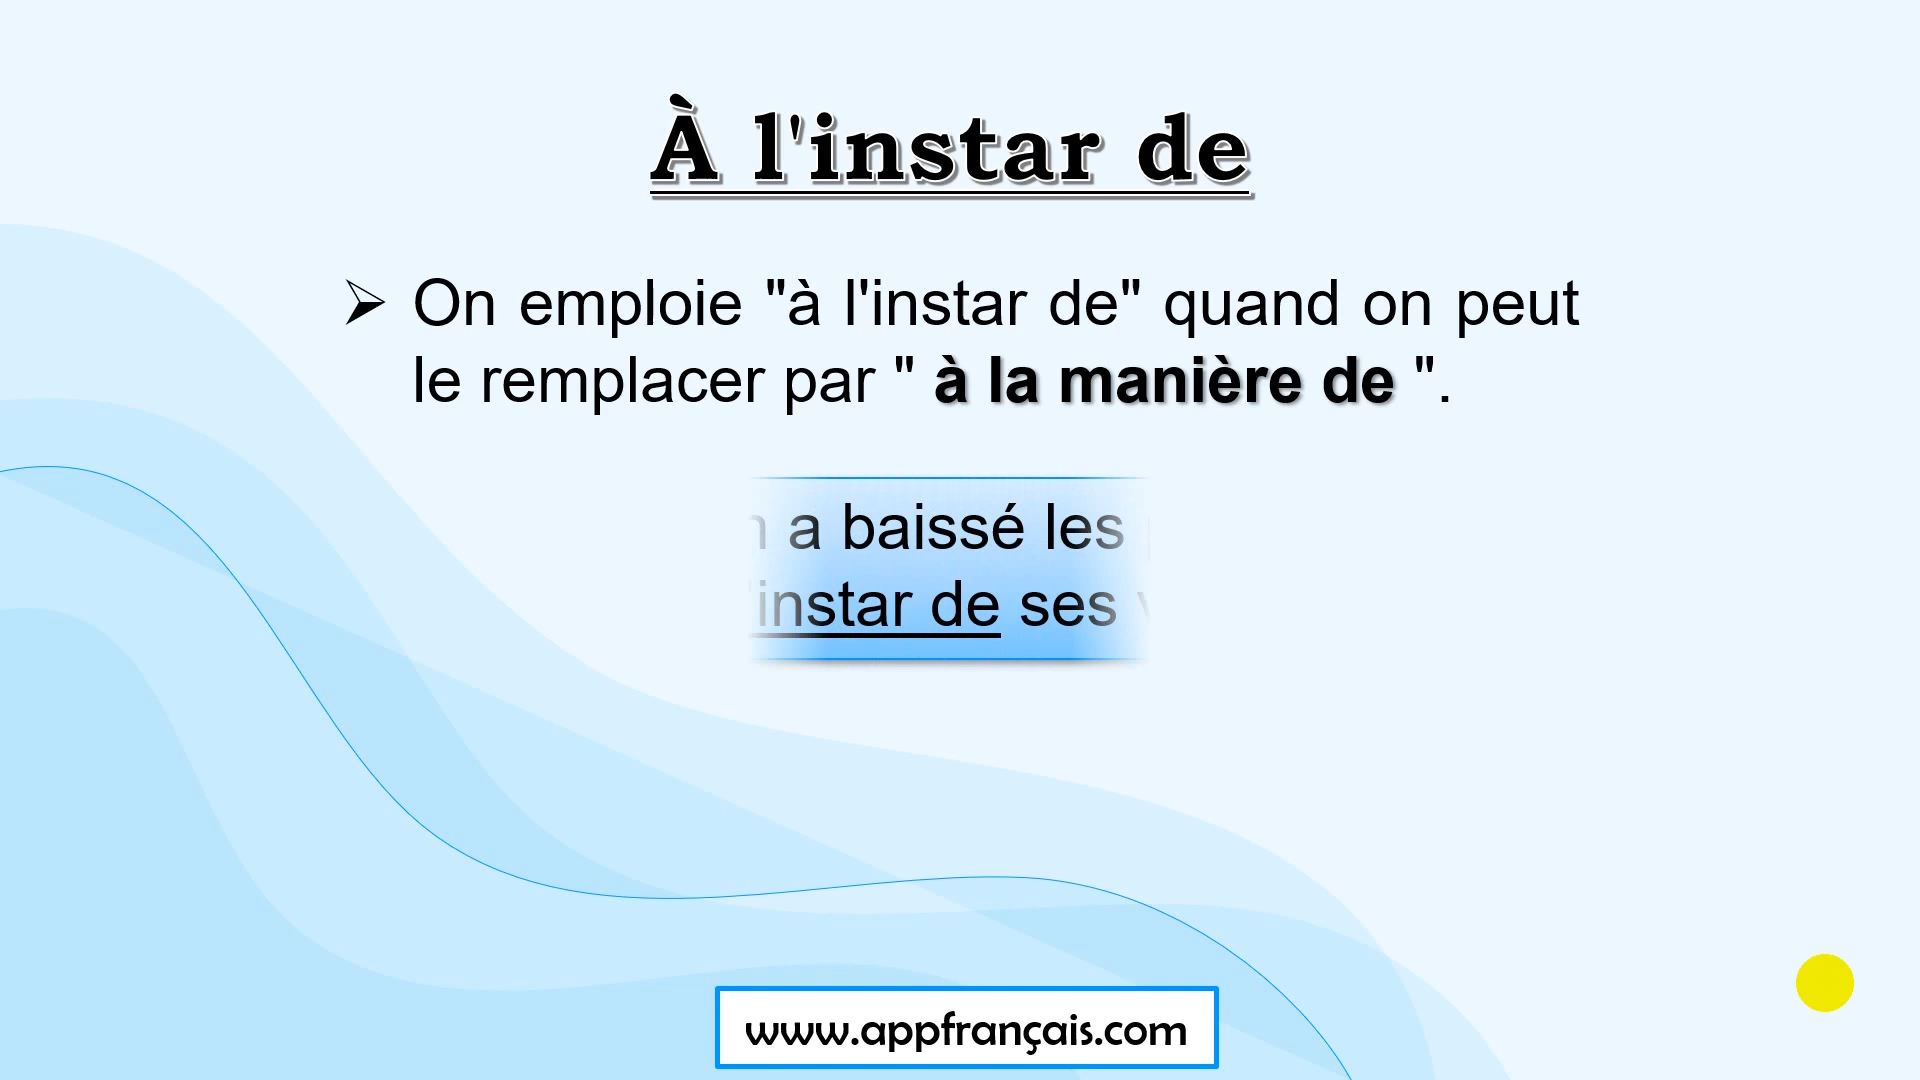 À l'instar de
➢ On emploie "à l'instar de" quand on peut
le remplacer par " à la manière de ".
a baissé les
'instar de ses
www.appfrançais.com